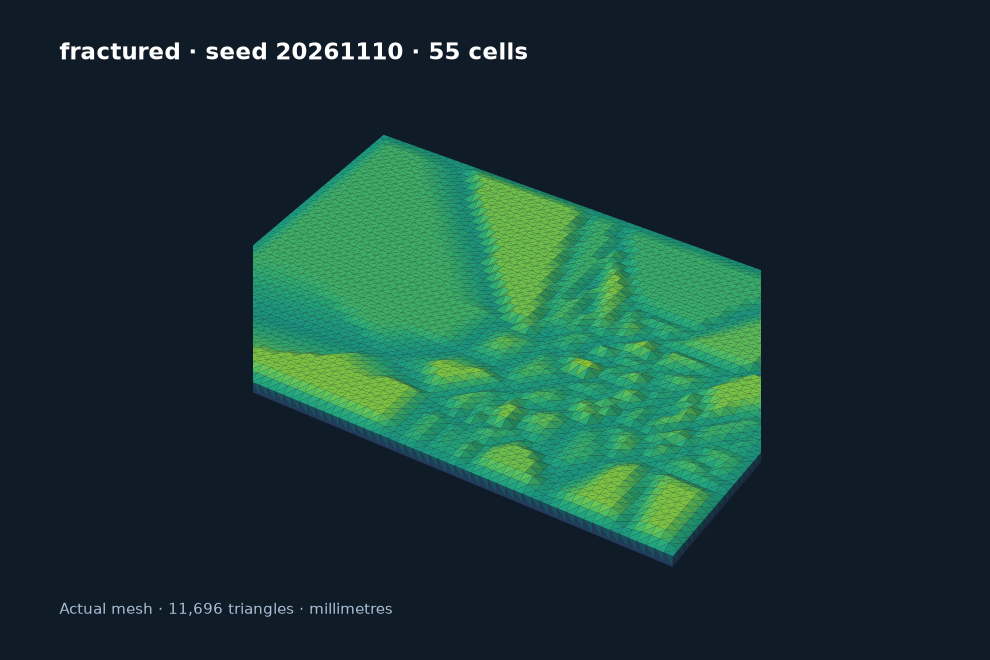 fractured · seed 20261110 · 55 cells
Actual mesh · 11,696 triangles · millimetres